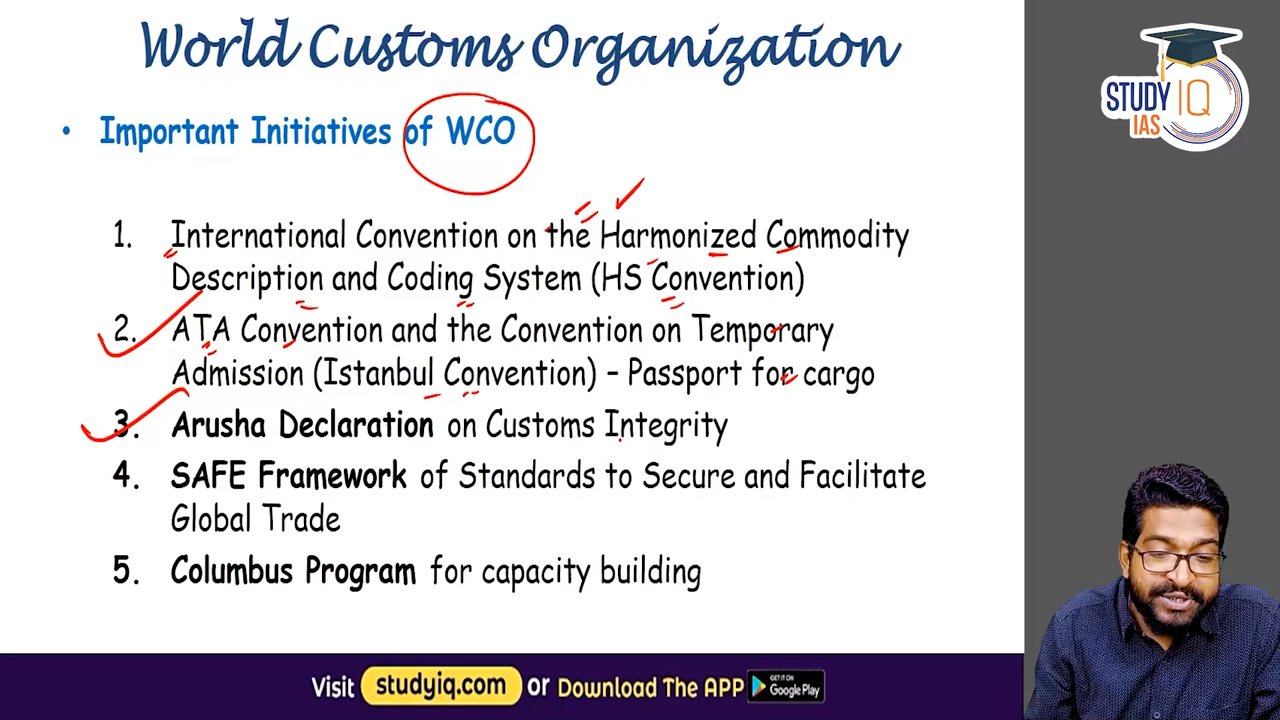 World Customs Organization
STUDY IQ
IAS
• Important Initiatives of WCO
1. International Convention on the Harmonized Commodity
Description and Coding System (HS Convention)
2. ATA Convention and the Convention on Temporary
Admission (Istanbul Convention) – Passport for cargo
3. Arusha Declaration on Customs Integrity
4. SAFE Framework of Standards to Secure and Facilitate
Global Trade
5. Columbus Program for capacity building
Visit studyiq.com or Download The APP GET IT ON Google Play